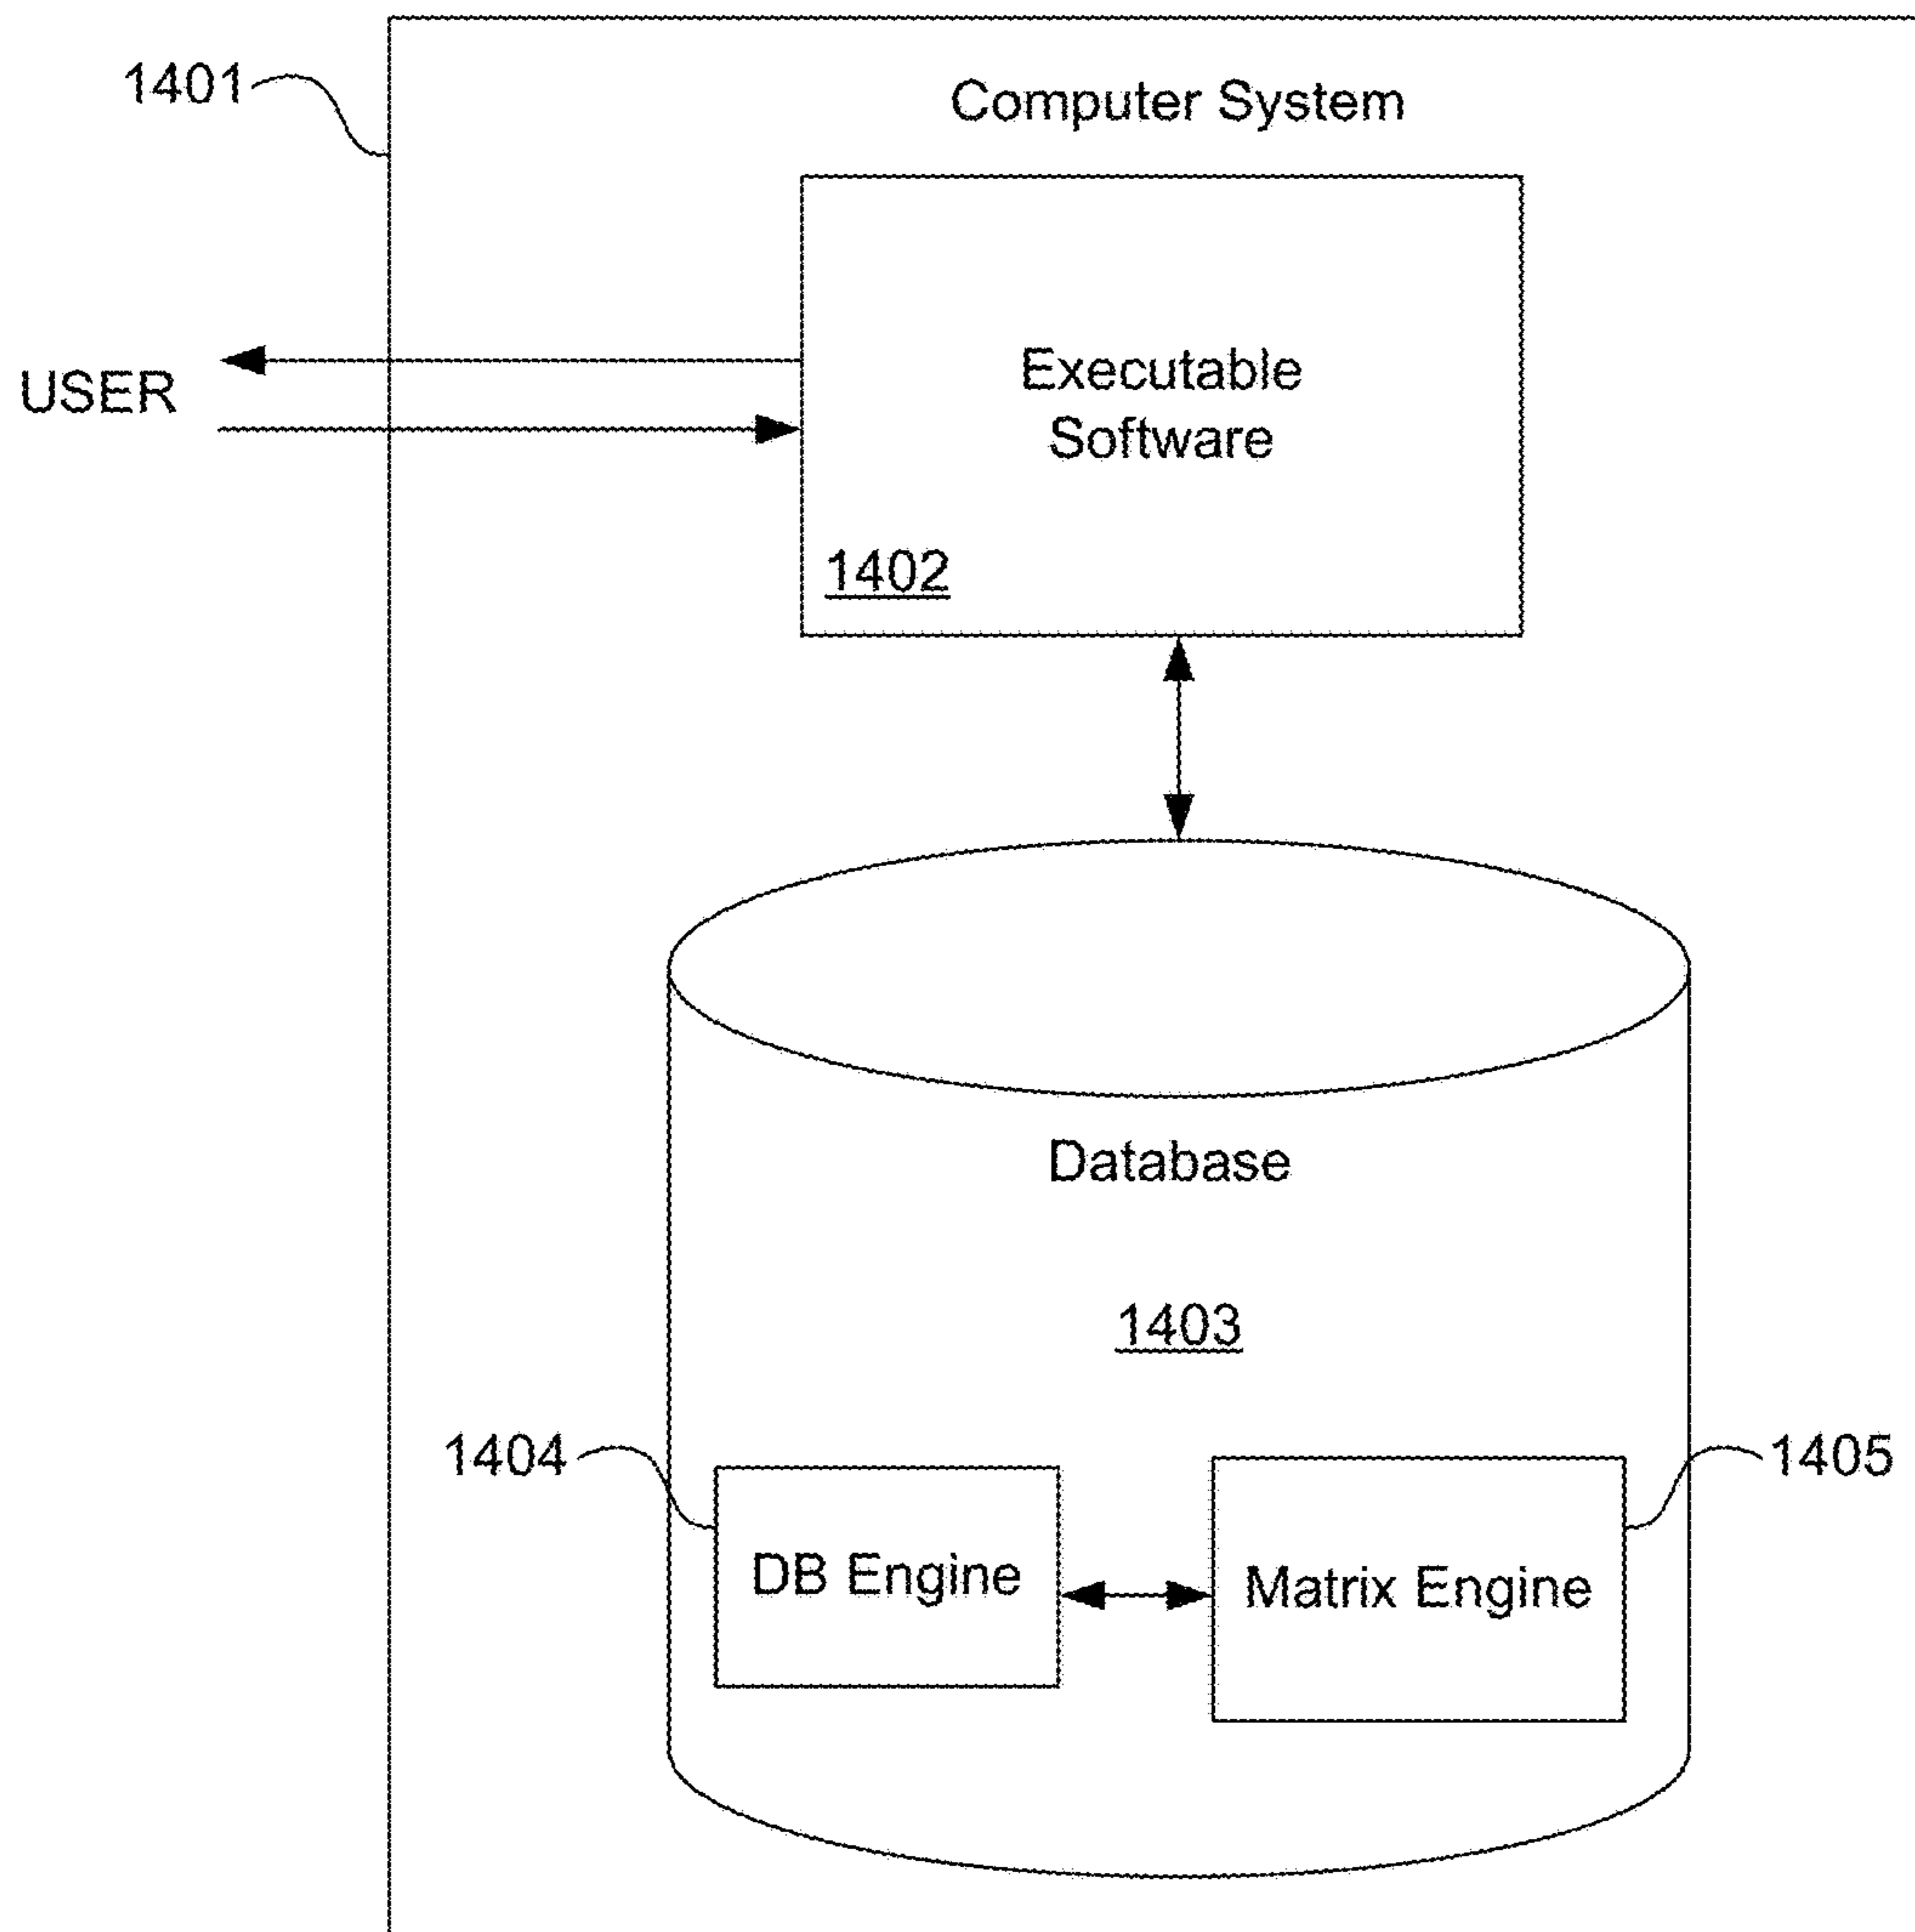 1401
Computer System
USER
Executable
Software
1402
Database
1403
1404
1405
DB Engine
Matrix Engine